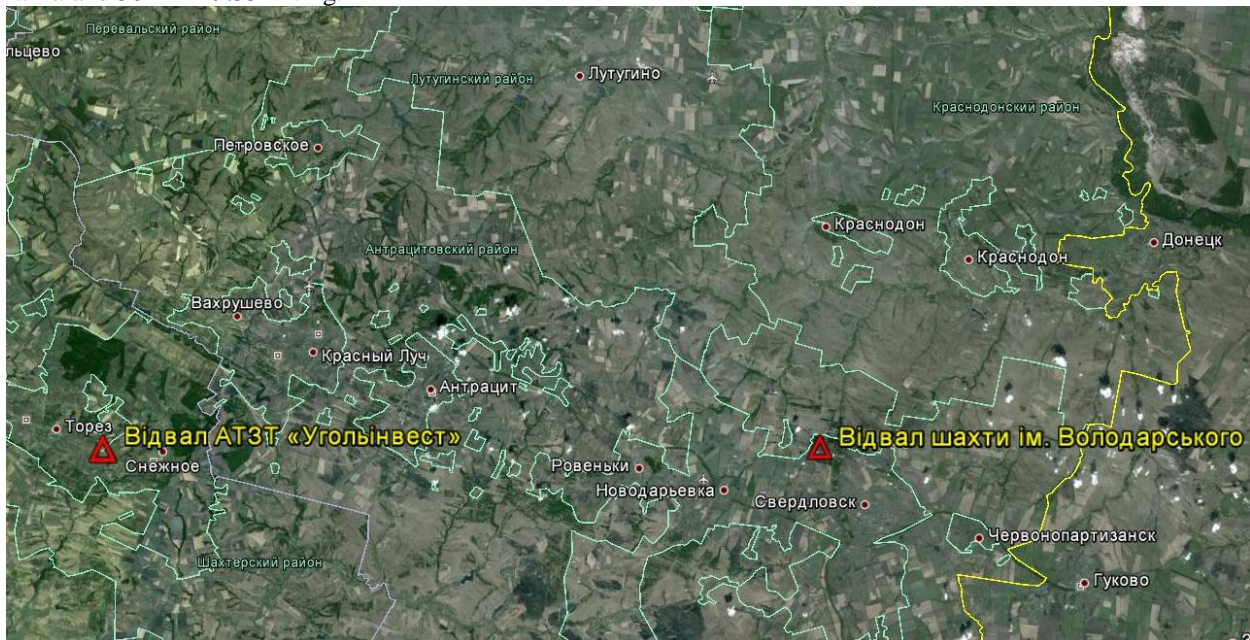 Перевальский район
льцево
Лутугинский район
Лутугино
Краснодонский район
Петровское
Краснодон
Донецк
Антрацитовский район
Краснодон
Вахрушево
Красный Луч
Антрацит
Торез
Відвал АТЗТ «Угольінвест»
Відвал шахти ім. Володарського
Снежное
Ровеньки
Новодарьевка
Свердловск
Червонопартизанск
Шахтерский район
Гуково